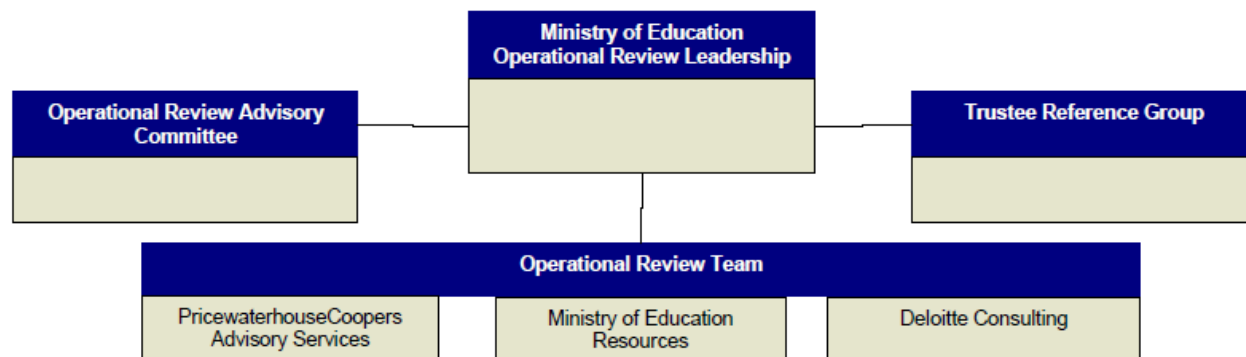 Ministry of Education
Operational Review Leadership
Operational Review Advisory
Committee
Trustee Reference Group
Operational Review Team
PricewaterhouseCoopers
Advisory Services
Ministry of Education
Resources
Deloitte Consulting